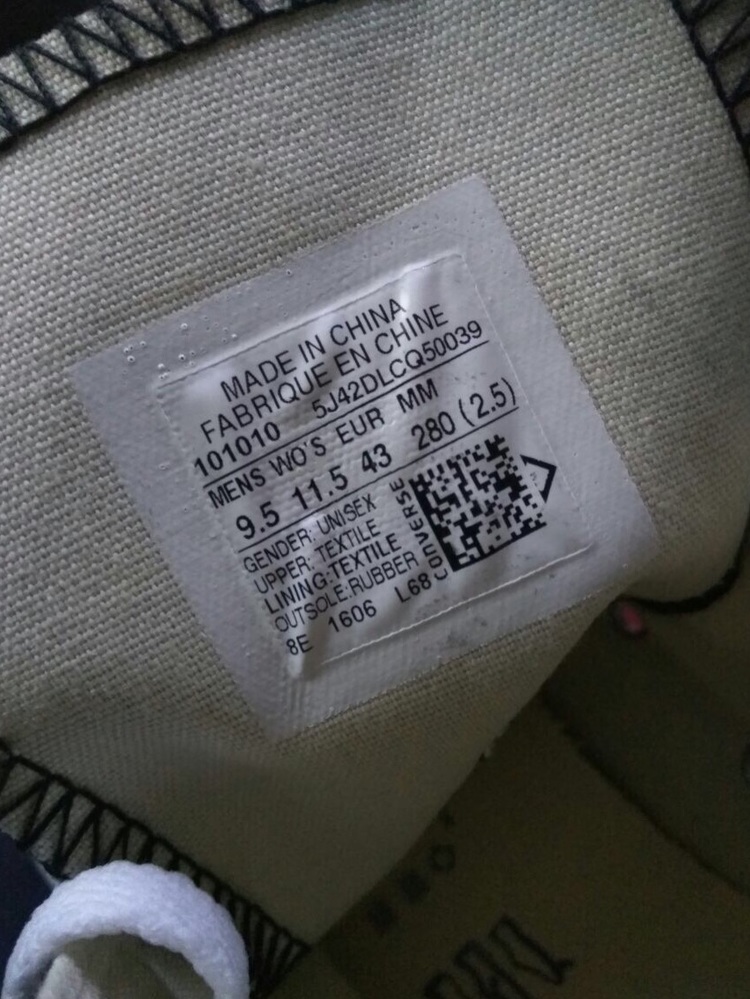 MADE IN CHINA
FABRIQUE EN CHINE
101010 5J42DLCQ50039
MENS WO'S EUR MM
9.5 11.5 43 280 (2.5)
GENDER: UNISEX
UPPER: TEXTILE
LINING:TEXTILE
OUTSOLE:RUBBER
8E 1606 L68
CONVERSE